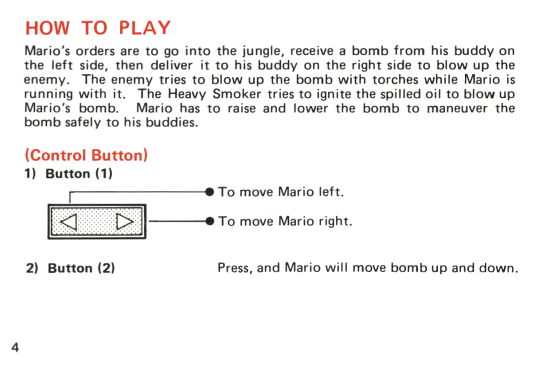 HOW TO PLAY
Mario's orders are to go into the jungle, receive a bomb from his buddy on
the left side, then deliver it to his buddy on the right side to blow up the
enemy. The enemy tries to blow up the bomb with torches while Mario is
running with it. The Heavy Smoker tries to ignite the spilled oil to blow up
Mario's bomb. Mario has to raise and lower the bomb to maneuver the
bomb safely to his buddies.
(Control Button)
1) Button (1)
To move Mario left.
To move Mario right.
2) Button (2) Press, and Mario will move bomb up and down.
4